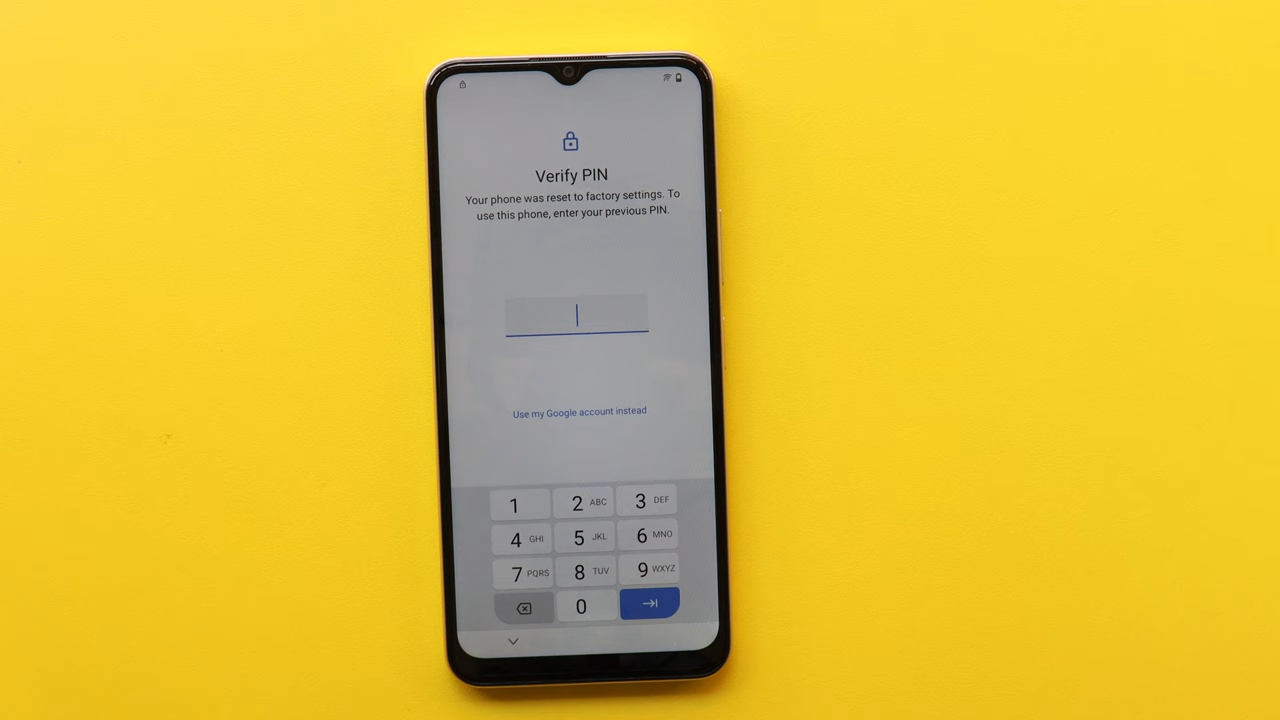 Verify PIN
Your phone was reset to factory settings. To
use this phone, enter your previous PIN.
Use my Google account instead
1 2 ABC 3 DEF
4 GHI 5 JKL 6 MNO
7 PQRS 8 TUV 9 WXYZ
0